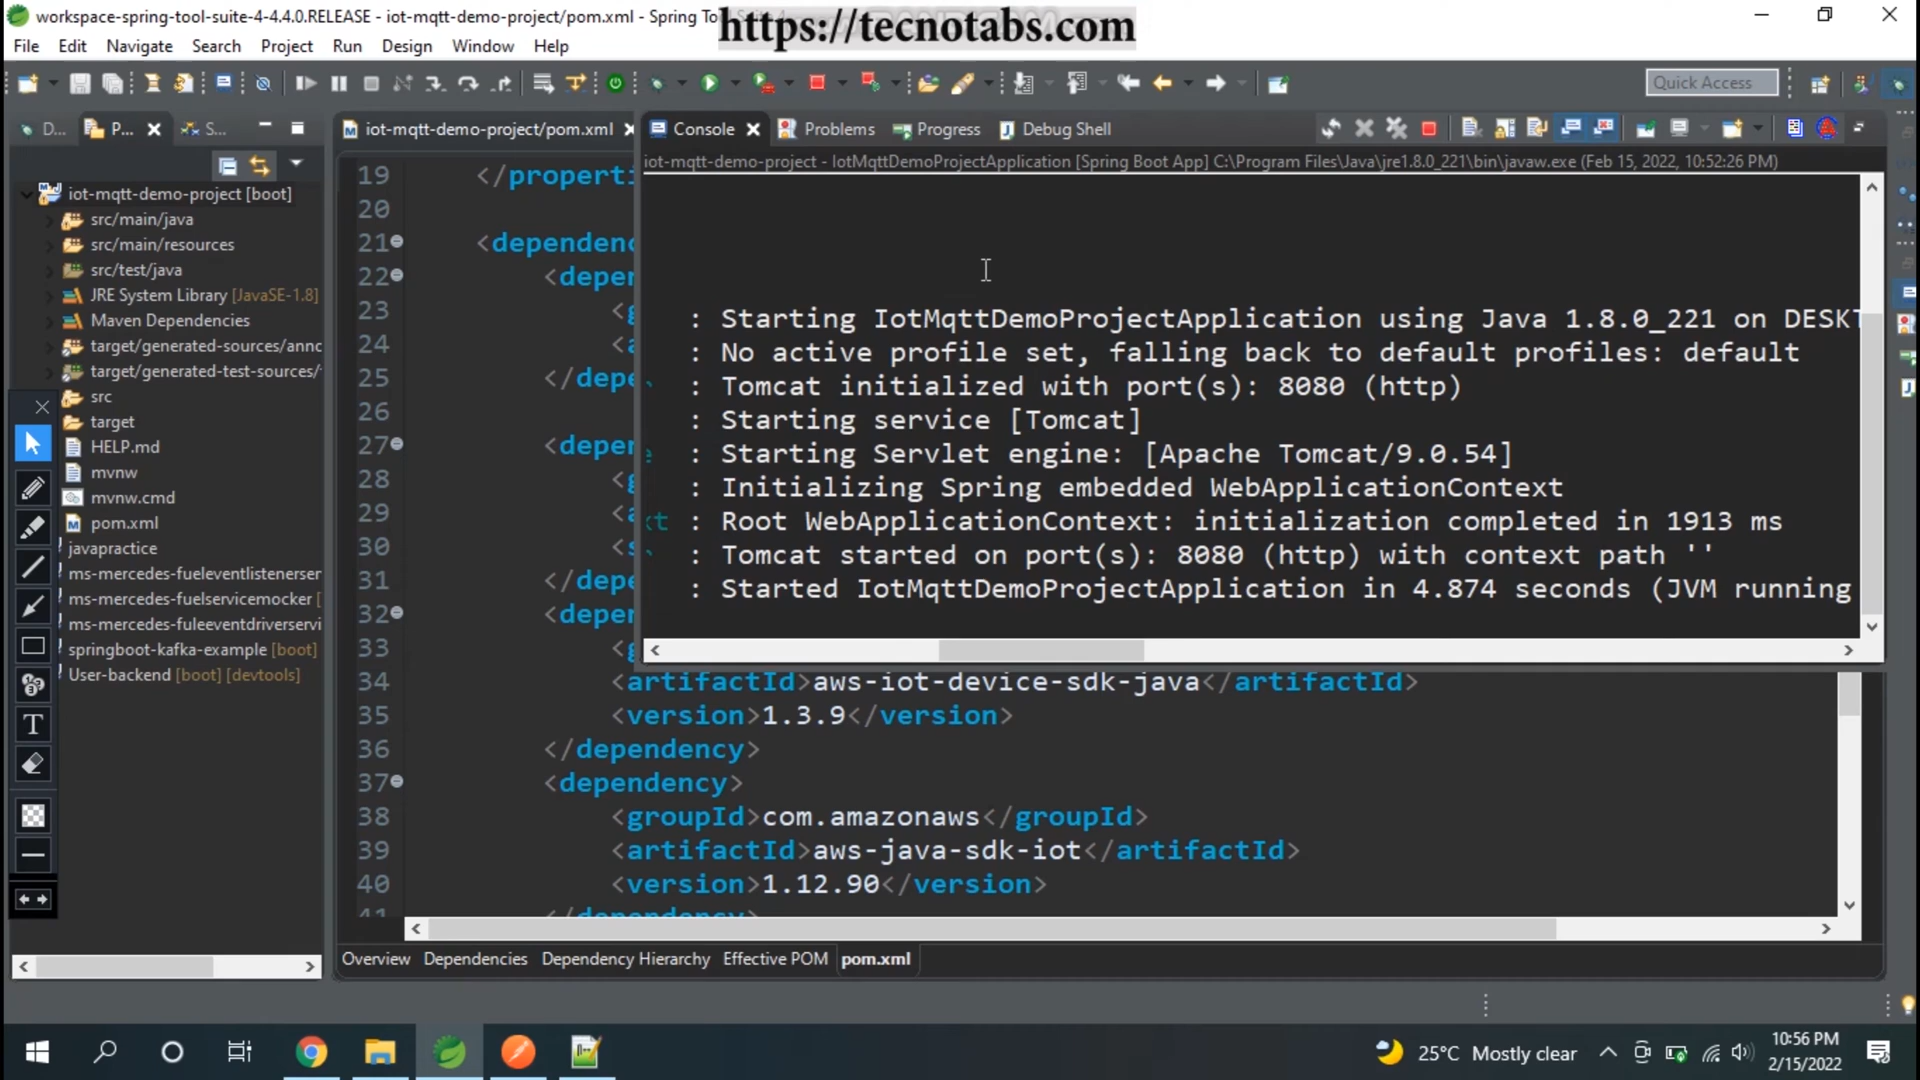 workspace-spring-tool-suite-4-4.4.0.RELEASE - iot-mqtt-demo-project/pom.xml - Spring To
https://tecnotabs.com
File Edit Navigate Search Project Run Design Window Help
Quick Access
D...
P...
S...
iot-mqtt-demo-project/pom.xml
Console
Problems
Progress
Debug Shell
iot-mqtt-demo-project - IotMqttDemoProjectApplication [Spring Boot App] C:\Program Files\Java\jre1.8.0_221\bin\javaw.exe (Feb 15, 2022, 10:52:26 PM)
iot-mqtt-demo-project [boot]
src/main/java
src/main/resources
src/test/java
JRE System Library [JavaSE-1.8]
Maven Dependencies
target/generated-sources/annc
target/generated-test-sources/
src
target
HELP.md
mvnw
mvnw.cmd
pom.xml
javapractice
ms-mercedes-fueleventlistenerser
ms-mercedes-fuelservicemocker [
ms-mercedes-fuleeventdriverservi
springboot-kafka-example [boot]
User-backend [boot] [devtools]
T
19 </properti
20
21 <dependenc
22 <depen
23 <g
24 <a
25 </depe
26
27 <depen
28 <g
29 <a
30 <s
31 </depe
32 <depen
33 <g
34 <artifactId>aws-iot-device-sdk-java</artifactId>
35 <version>1.3.9</version>
36 </dependency>
37 <dependency>
38 <groupId>com.amazonaws</groupId>
39 <artifactId>aws-java-sdk-iot</artifactId>
40 <version>1.12.90</version>
41 </dependency>
: Starting IotMqttDemoProjectApplication using Java 1.8.0_221 on DESKT
: No active profile set, falling back to default profiles: default
: Tomcat initialized with port(s): 8080 (http)
: Starting service [Tomcat]
e : Starting Servlet engine: [Apache Tomcat/9.0.54]
: Initializing Spring embedded WebApplicationContext
xt : Root WebApplicationContext: initialization completed in 1913 ms
: Tomcat started on port(s): 8080 (http) with context path ''
: Started IotMqttDemoProjectApplication in 4.874 seconds (JVM running
Overview Dependencies Dependency Hierarchy Effective POM pom.xml
25°C Mostly clear
10:56 PM
2/15/2022